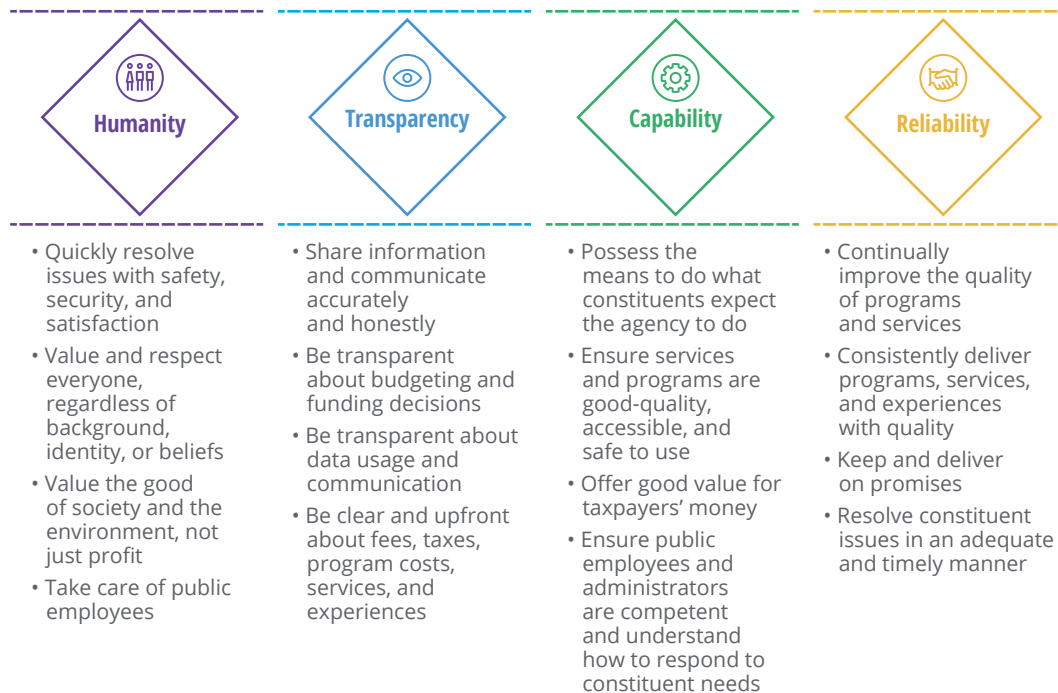 Humanity
• Quickly resolve
issues with safety,
security, and
satisfaction
• Value and respect
everyone,
regardless of
background,
identity, or beliefs
• Value the good
of society and the
environment, not
just profit
• Take care of public
employees
Transparency
• Share information
and communicate
accurately
and honestly
• Be transparent
about budgeting and
funding decisions
• Be transparent about
data usage and
communication
• Be clear and upfront
about fees, taxes,
program costs,
services, and
experiences
Capability
• Possess the
means to do what
constituents expect
the agency to do
• Ensure services
and programs are
good-quality,
accessible, and
safe to use
• Offer good value for
taxpayers’ money
• Ensure public
employees and
administrators
are competent
and understand
how to respond to
constituent needs
Reliability
• Continually
improve the quality
of programs
and services
• Consistently deliver
programs, services,
and experiences
with quality
• Keep and deliver
on promises
• Resolve constituent
issues in an adequate
and timely manner